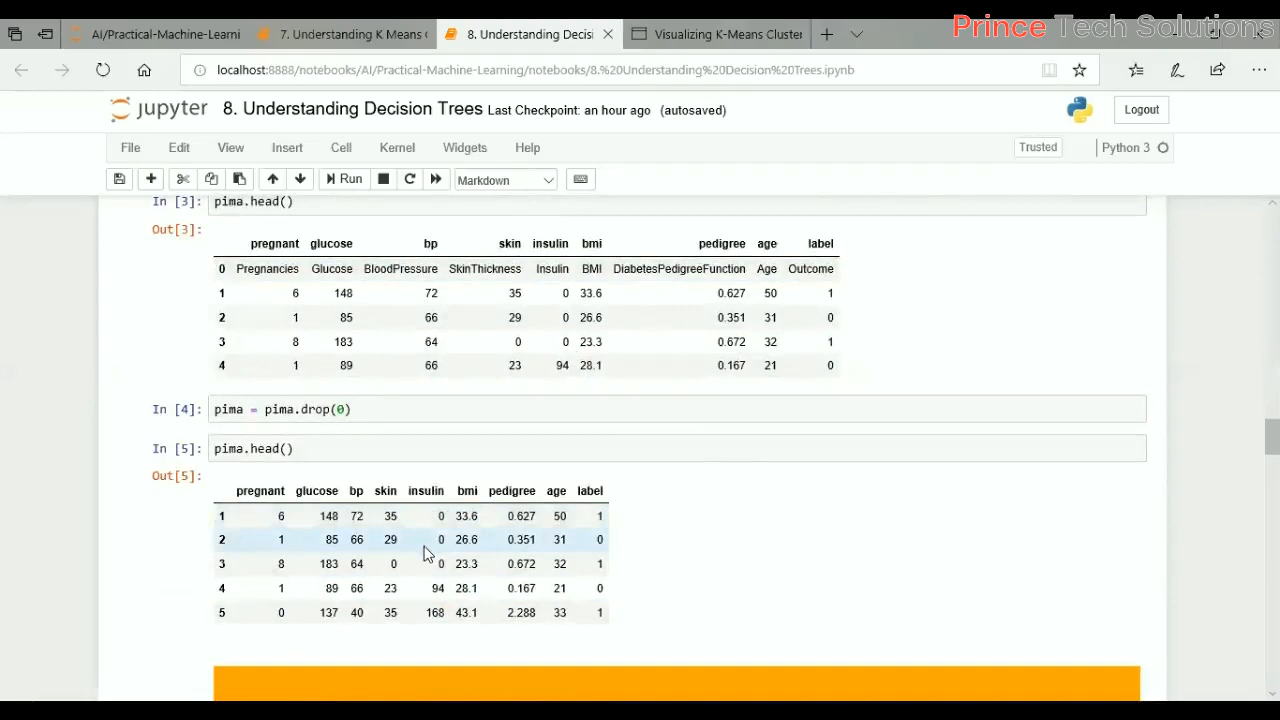 Prince Tech Solutions
AI/Practical-Machine-Learni
7. Understanding K Means C
8. Understanding Decisi
Visualizing K-Means Cluster
localhost:8888/notebooks/AI/Practical-Machine-Learning/notebooks/8.%20Understanding%20Decision%20Trees.ipynb
jupyter 8. Understanding Decision Trees Last Checkpoint: an hour ago (autosaved)
Logout
File Edit View Insert Cell Kernel Widgets Help
Trusted
Python 3
Run
Markdown
In [3]: pima.head()
Out[3]:
pregnant glucose bp skin insulin bmi pedigree age label
0 Pregnancies Glucose BloodPressure SkinThickness Insulin BMI DiabetesPedigreeFunction Age Outcome
1 6 148 72 35 0 33.6 0.627 50 1
2 1 85 66 29 0 26.6 0.351 31 0
3 8 183 64 0 0 23.3 0.672 32 1
4 1 89 66 23 94 28.1 0.167 21 0
In [4]: pima = pima.drop(0)
In [5]: pima.head()
Out[5]:
pregnant glucose bp skin insulin bmi pedigree age label
1 6 148 72 35 0 33.6 0.627 50 1
2 1 85 66 29 0 26.6 0.351 31 0
3 8 183 64 0 0 23.3 0.672 32 1
4 1 89 66 23 94 28.1 0.167 21 0
5 0 137 40 35 168 43.1 2.288 33 1